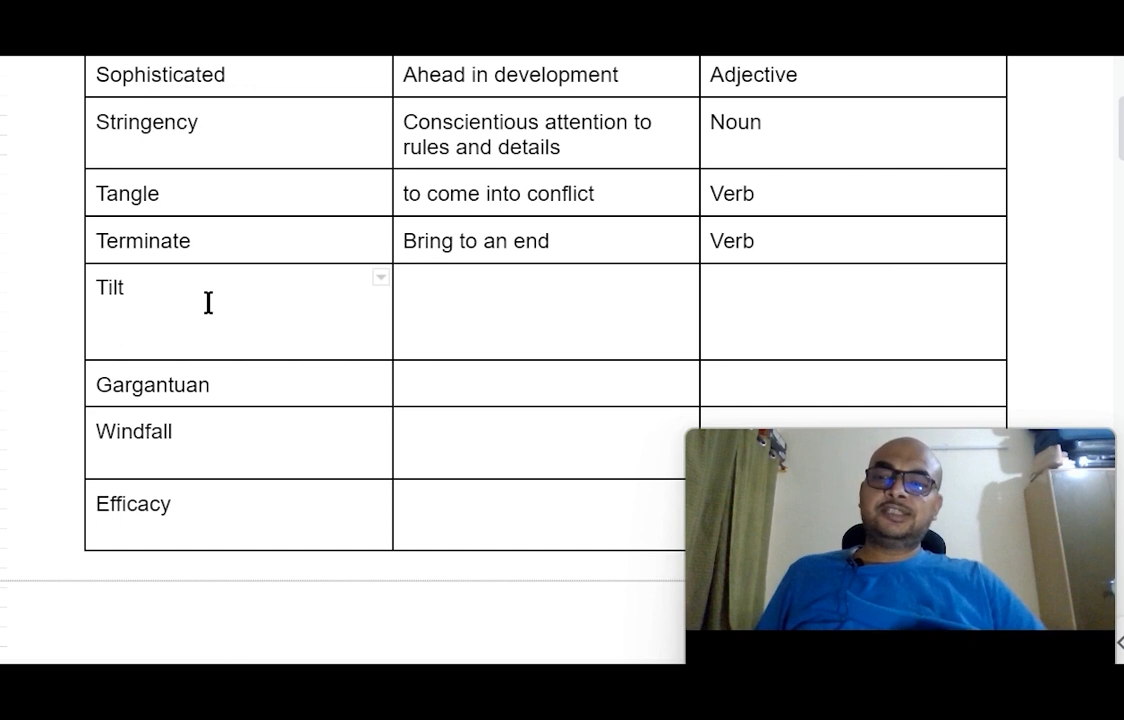 Sophisticated Ahead in development Adjective
Stringency Conscientious attention to Noun
rules and details
Tangle to come into conflict Verb
Terminate Bring to an end Verb
Tilt
Gargantuan
Windfall
Efficacy